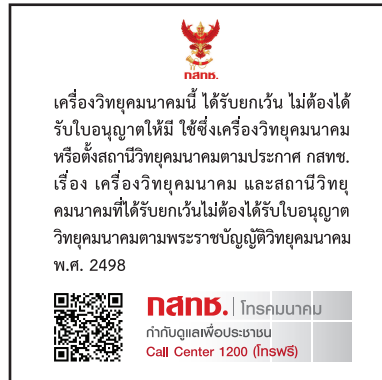 กสทช.
เครื่องวิทยุคมนาคมนี้ ได้รับยกเว้น ไม่ต้องได้
รับใบอนุญาตให้มี ใช้ซึ่งเครื่องวิทยุคมนาคม
หรือตั้งสถานีวิทยุคมนาคมตามประกาศ กสทช.
เรื่อง เครื่องวิทยุคมนาคม และสถานีวิทยุ
คมนาคมที่ได้รับยกเว้นไม่ต้องได้รับใบอนุญาต
วิทยุคมนาคมตามพระราชบัญญัติวิทยุคมนาคม
พ.ศ. 2498
กสทช. โทรคมนาคม
กำกับดูแลเพื่อประชาชน
Call Center 1200 (โทรฟรี)